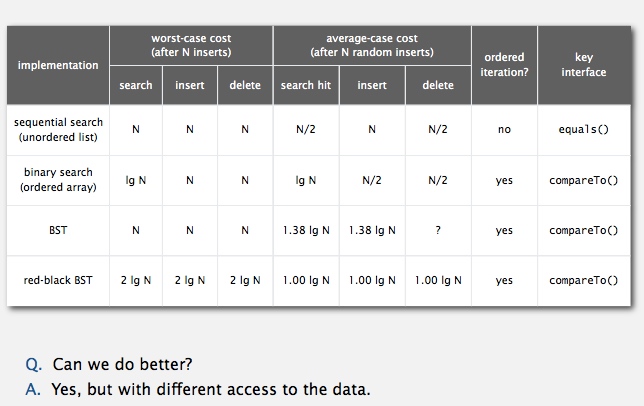 worst-case cost
(after N inserts)
average-case cost
(after N random inserts)
implementation
ordered
iteration?
key
interface
search insert delete search hit insert delete
sequential search
(unordered list)
N N N N/2 N N/2 no equals()
binary search
(ordered array)
lg N N N lg N N/2 N/2 yes compareTo()
BST N N N 1.38 lg N 1.38 lg N ? yes compareTo()
red-black BST 2 lg N 2 lg N 2 lg N 1.00 lg N 1.00 lg N 1.00 lg N yes compareTo()
Q. Can we do better?
A. Yes, but with different access to the data.